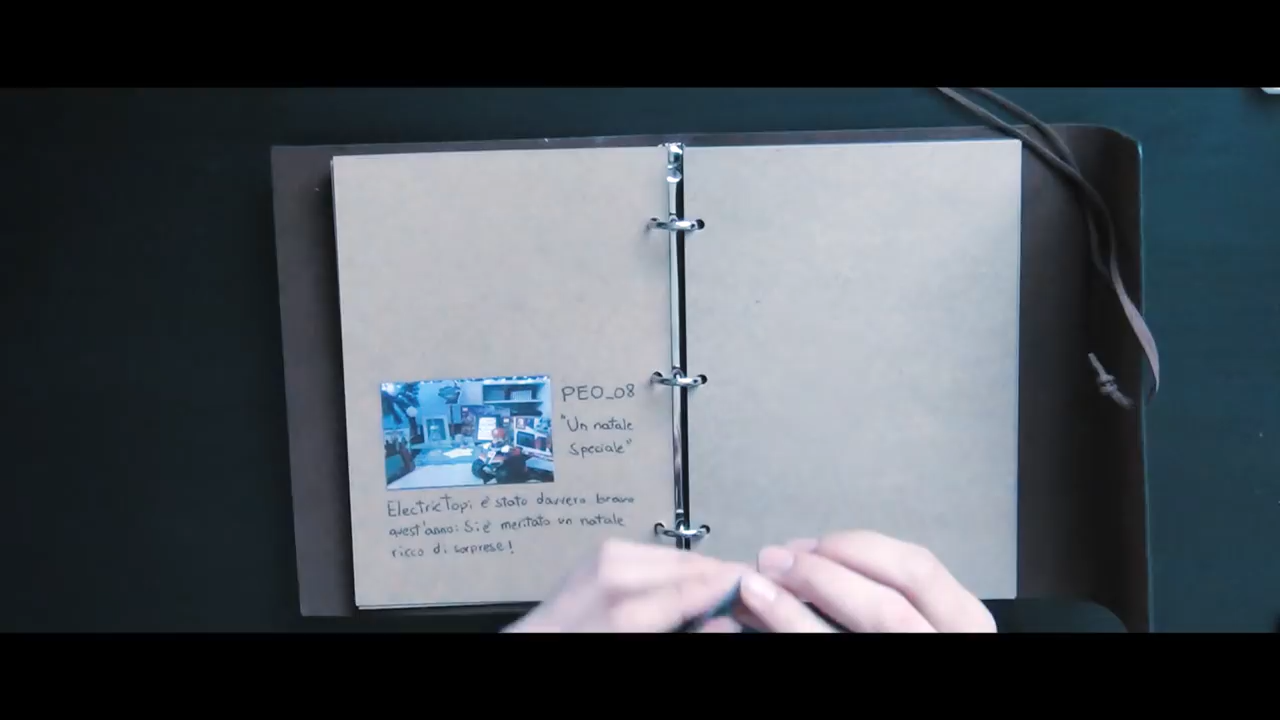 PEO_08
"Un natale
Speciale"
ElectricTopi è stato davvero bravo
quest'anno: Si è meritato un natale
ricco di sorprese!